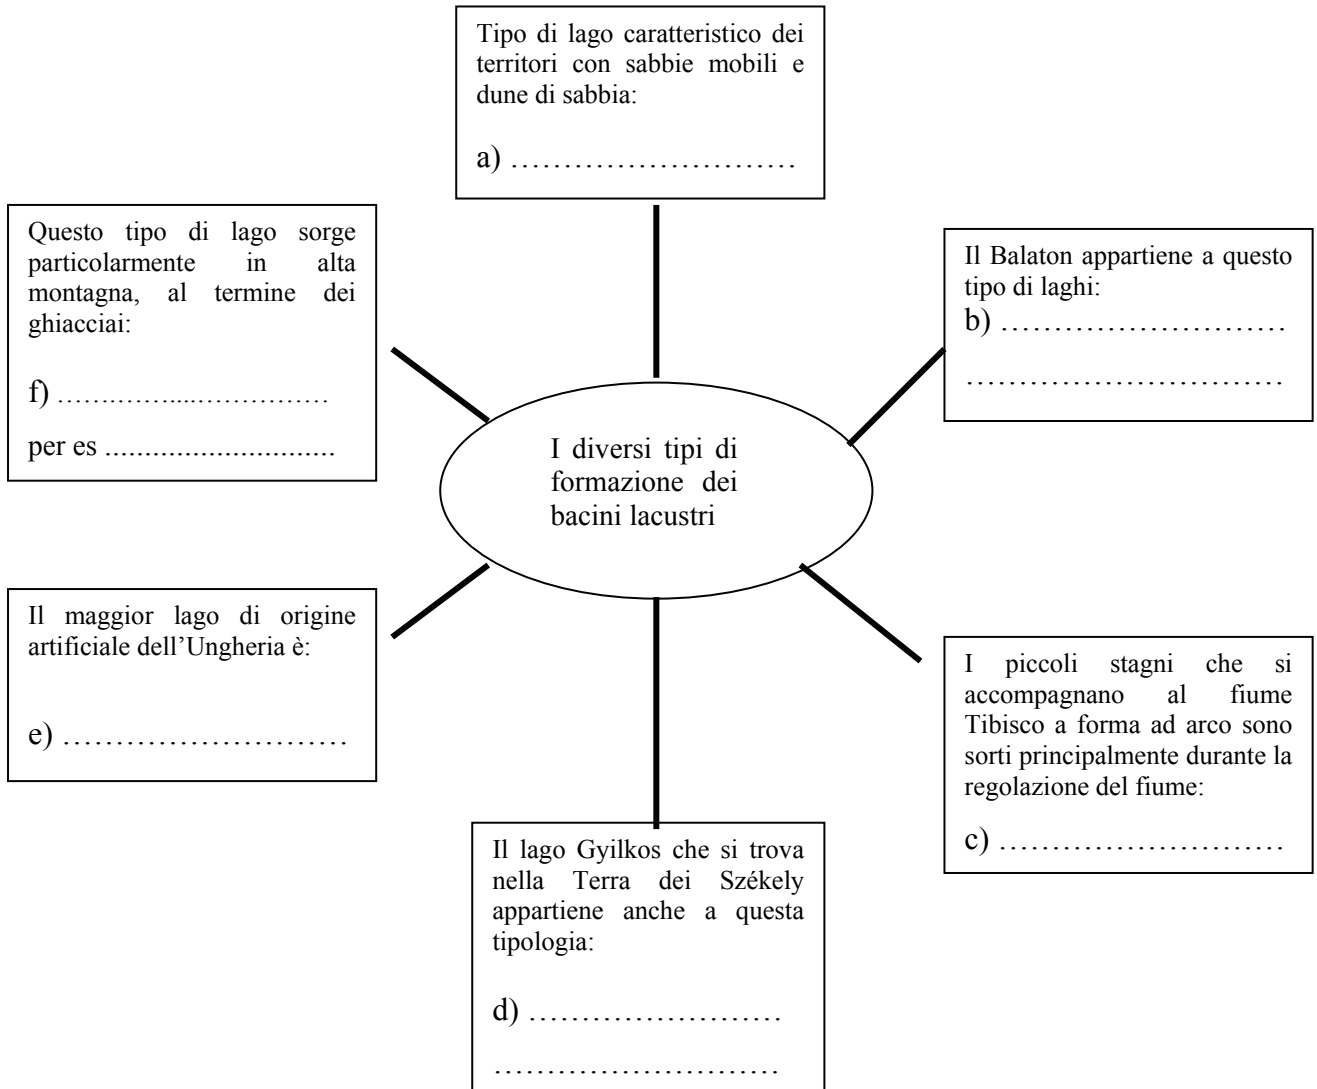 Tipo di lago caratteristico dei
territori con sabbie mobili e
dune di sabbia:
a) ………………………
Questo tipo di lago sorge
particolarmente in alta
montagna, al termine dei
ghiacciai:
f) ………………………
per es .............................
Il Balaton appartiene a questo
tipo di laghi:
b) ………………………
…………………………
I diversi tipi di
formazione dei
bacini lacustri
Il maggior lago di origine
artificiale dell’Ungheria è:
e) ………………………
I piccoli stagni che si
accompagnano al fiume
Tibisco a forma ad arco sono
sorti principalmente durante la
regolazione del fiume:
c) ………………………
Il lago Gyilkos che si trova
nella Terra dei Székely
appartiene anche a questa
tipologia:
d) ……………………
………………………